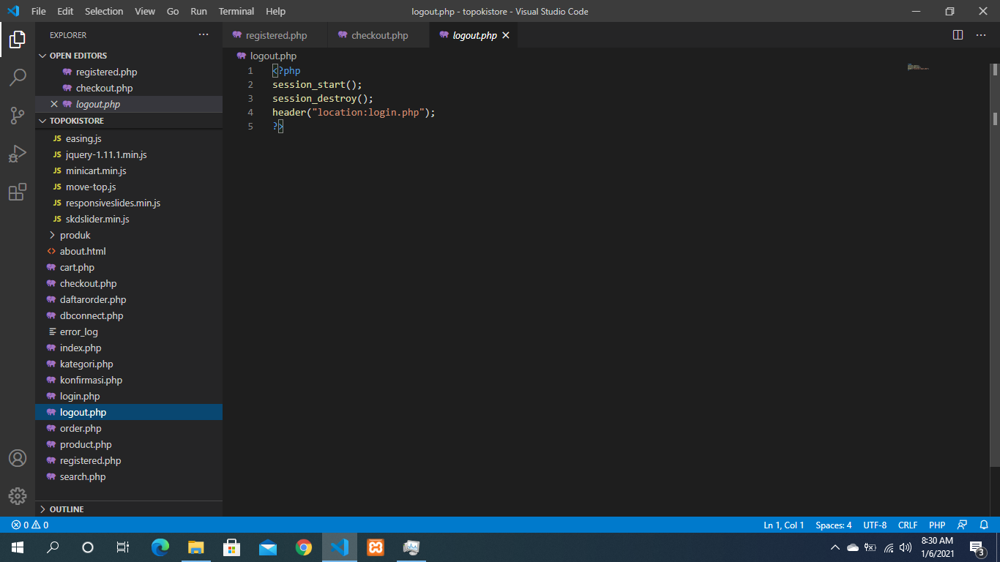 File Edit Selection View Go Run Terminal Help logout.php - topokistore - Visual Studio Code
EXPLORER
registered.php checkout.php logout.php
OPEN EDITORS
registered.php
checkout.php
logout.php
TOPOKISTORE
JS easing.js
JS jquery-1.11.1.min.js
JS minicart.min.js
JS move-top.js
JS responsiveslides.min.js
JS skdslider.min.js
produk
about.html
cart.php
checkout.php
daftarorder.php
dbconnect.php
error_log
index.php
kategori.php
konfirmasi.php
login.php
logout.php
order.php
product.php
registered.php
search.php
OUTLINE
logout.php
1 <?php
2 session_start();
3 session_destroy();
4 header("location:login.php");
5 ?>
0 0 Ln 1, Col 1 Spaces: 4 UTF-8 CRLF PHP
8:30 AM
1/6/2021
3